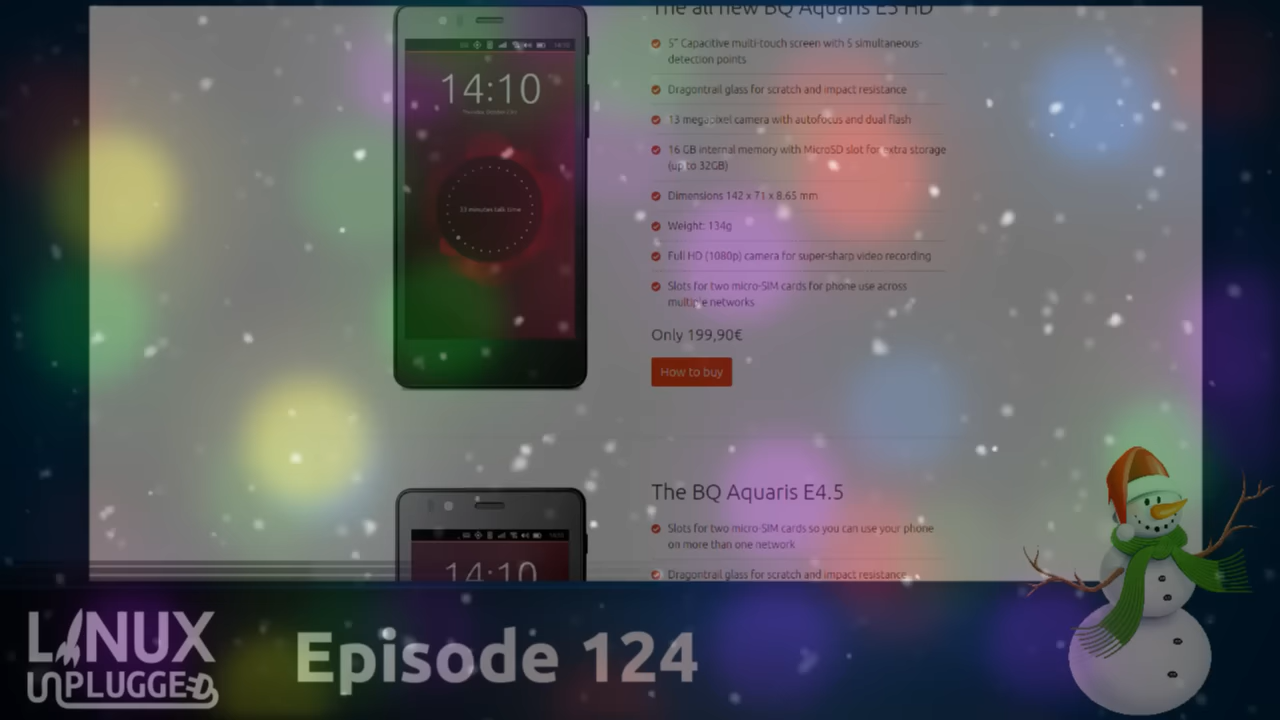 The all new BQ Aquaris E5 HD
5" Capacitive multi-touch screen with 5 simultaneous-
detection points
Dragontrail glass for scratch and impact resistance
13 megapixel camera with autofocus and dual flash
16 GB internal memory with MicroSD slot for extra storage
(up to 32GB)
Dimensions 142 x 71 x 8.65 mm
Weight: 134g
Full HD (1080p) camera for super-sharp video recording
Slots for two micro-SIM cards for phone use across
multiple networks
Only 199,90€
How to buy
14:10
14:10
33 minutes talk time
The BQ Aquaris E4.5
Slots for two micro-SIM cards so you can use your phone
on more than one network
Dragontrail glass for scratch and impact resistance
14:10
LINUX
UNPLUGGED
Episode 124